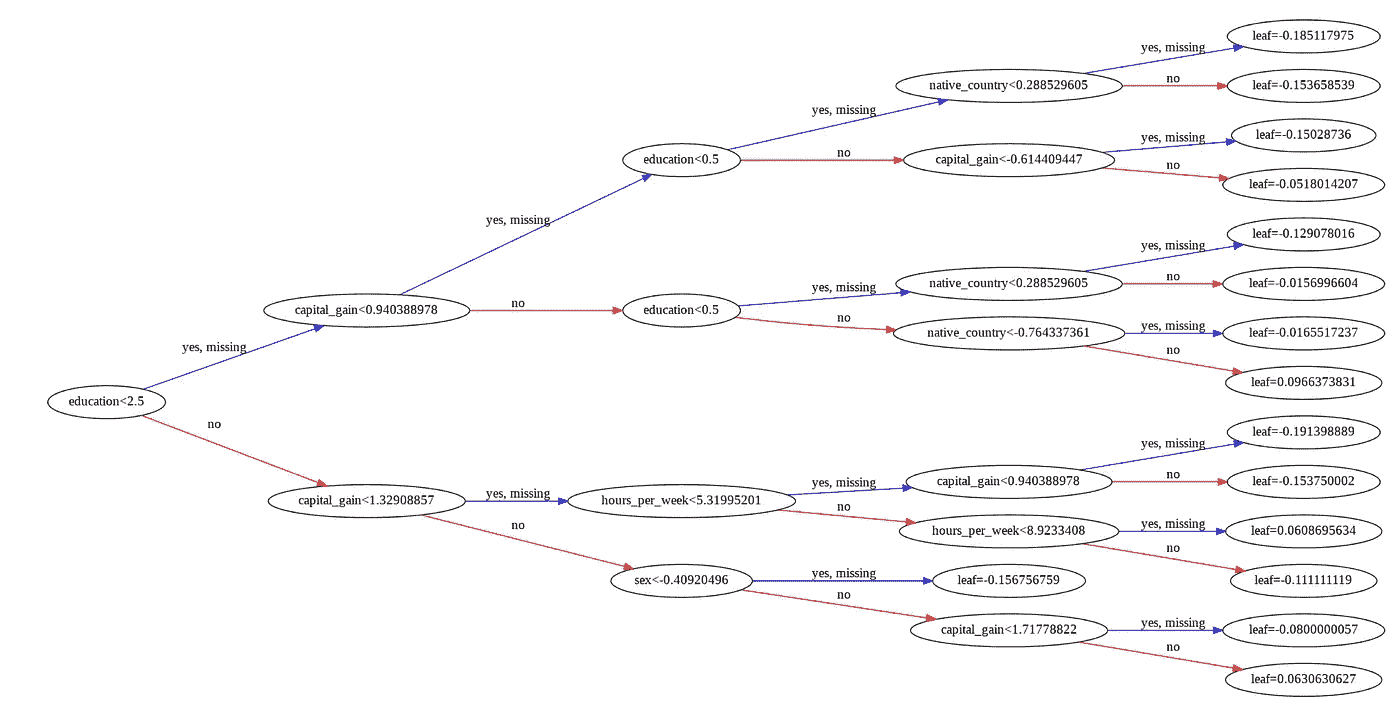 leaf=-0.185117975
yes, missing
native_country<0.288529605
no
leaf=-0.153658539
yes, missing
education<0.5
no
capital_gain<-0.614409447
yes, missing
leaf=-0.15028736
no
leaf=-0.0518014207
yes, missing
capital_gain<0.940388978
no
education<0.5
yes, missing
native_country<0.288529605
yes, missing
leaf=-0.129078016
no
leaf=-0.0156996604
no
native_country<-0.764337361
yes, missing
leaf=-0.0165517237
no
leaf=0.0966373831
yes, missing
education<2.5
no
capital_gain<1.32908857
yes, missing
hours_per_week<5.31995201
yes, missing
capital_gain<0.940388978
yes, missing
leaf=-0.191398889
no
leaf=-0.153750002
no
hours_per_week<8.9233408
yes, missing
leaf=0.0608695634
no
leaf=-0.111111119
no
sex<-0.40920496
yes, missing
leaf=-0.156756759
no
capital_gain<1.71778822
yes, missing
leaf=-0.0800000057
no
leaf=0.0630630627